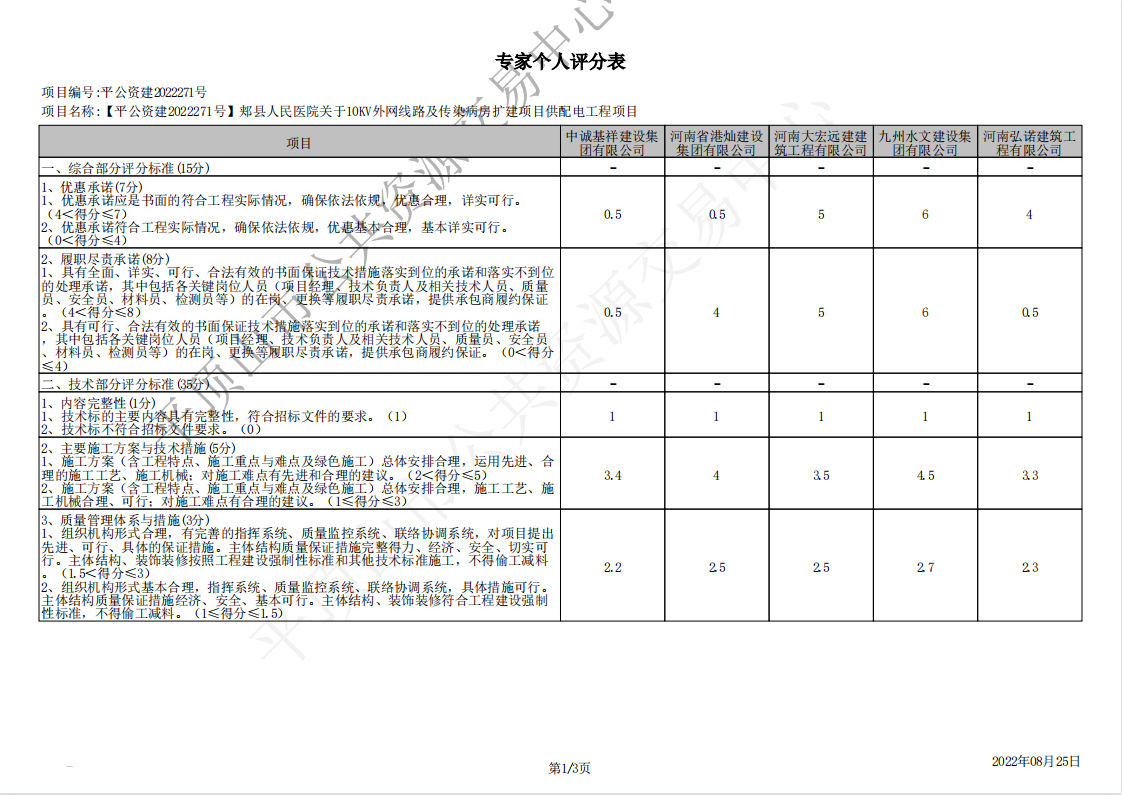 专家个人评分表
项目编号:平公资建2022271号
项目名称:【平公资建2022271号】郏县人民医院关于10KV外网线路及传染病房扩建项目供配电工程项目
项目 中诚基祥建设集团有限公司 河南省港灿建设集团有限公司 河南大宏远建建筑工程有限公司 九州水文建设集团有限公司 河南弘诺建筑工程有限公司
一、综合部分评分标准(15分) - - - - -
1、优惠承诺(7分)
1、优惠承诺应是书面的符合工程实际情况，确保依法依规，优惠合理，详实可行。
（4＜得分≤7）
2、优惠承诺符合工程实际情况，确保依法依规，优惠基本合理，基本详实可行。
（0＜得分≤4）
0.5 0.5 5 6 4
2、履职尽责承诺(8分)
1、具有全面、详实、可行、合法有效的书面保证技术措施落实到位的承诺和落实不到位
的处理承诺，其中包括各关键岗位人员（项目经理、技术负责人及相关技术人员、质量
员、安全员、材料员、检测员等）的在岗、更换等履职尽责承诺，提供承包商履约保证
。（4＜得分≤8）
2、具有可行、合法有效的书面保证技术措施落实到位的承诺和落实不到位的处理承诺
，其中包括各关键岗位人员（项目经理、技术负责人及相关技术人员、质量员、安全员
、材料员、检测员等）的在岗、更换等履职尽责承诺，提供承包商履约保证。（0＜得分
≤4）
0.5 4 5 6 0.5
二、技术部分评分标准(35分) - - - - -
1、内容完整性(1分)
1、技术标的主要内容具有完整性，符合招标文件的要求。（1）
2、技术标不符合招标文件要求。（0）
1 1 1 1 1
2、主要施工方案与技术措施(5分)
1、施工方案（含工程特点、施工重点与难点及绿色施工）总体安排合理，运用先进、合
理的施工工艺、施工机械；对施工难点有先进和合理的建议。（2＜得分≤5）
2、施工方案（含工程特点、施工重点与难点及绿色施工）总体安排合理，施工工艺、施
工机械合理、可行；对施工难点有合理的建议。（1≤得分≤3）
3.4 4 3.5 4.5 3.3
3、质量管理体系与措施(3分)
1、组织机构形式合理，有完善的指挥系统、质量监控系统、联络协调系统，对项目提出
先进、可行、具体的保证措施。主体结构质量保证措施完整得力、经济、安全、切实可
行。主体结构、装饰装修按照工程建设强制性标准和其他技术标准施工，不得偷工减料
。（1.5＜得分≤3）
2、组织机构形式基本合理，指挥系统、质量监控系统、联络协调系统，具体措施可行。
主体结构质量保证措施经济、安全、基本可行。主体结构、装饰装修符合工程建设强制
性标准，不得偷工减料。（1≤得分≤1.5）
2.2 2.5 2.5 2.7 2.3
平顶山市公共资源交易中心
平顶山市公共资源交易中心
第1/3页
2022年08月25日